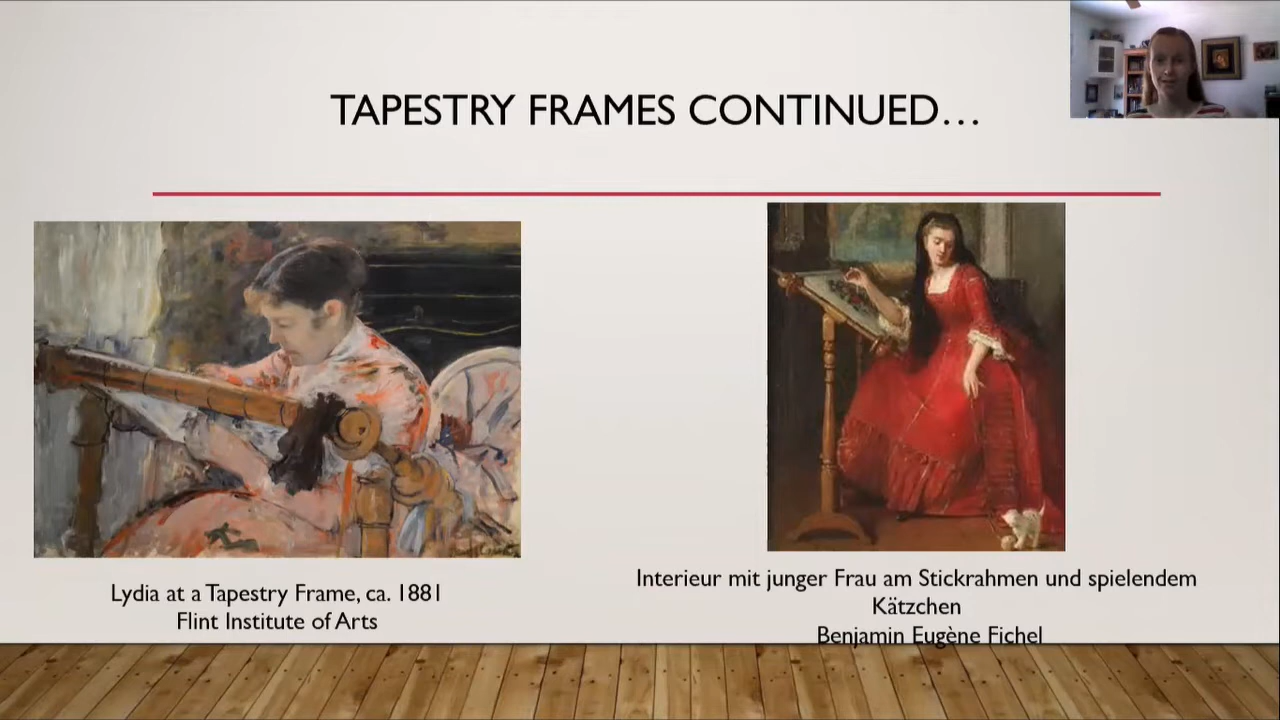 TAPESTRY FRAMES CONTINUED…
Lydia at a Tapestry Frame, ca. 1881
Flint Institute of Arts
Interieur mit junger Frau am Stickrahmen und spielendem
Kätzchen
Benjamin Eugène Fichel